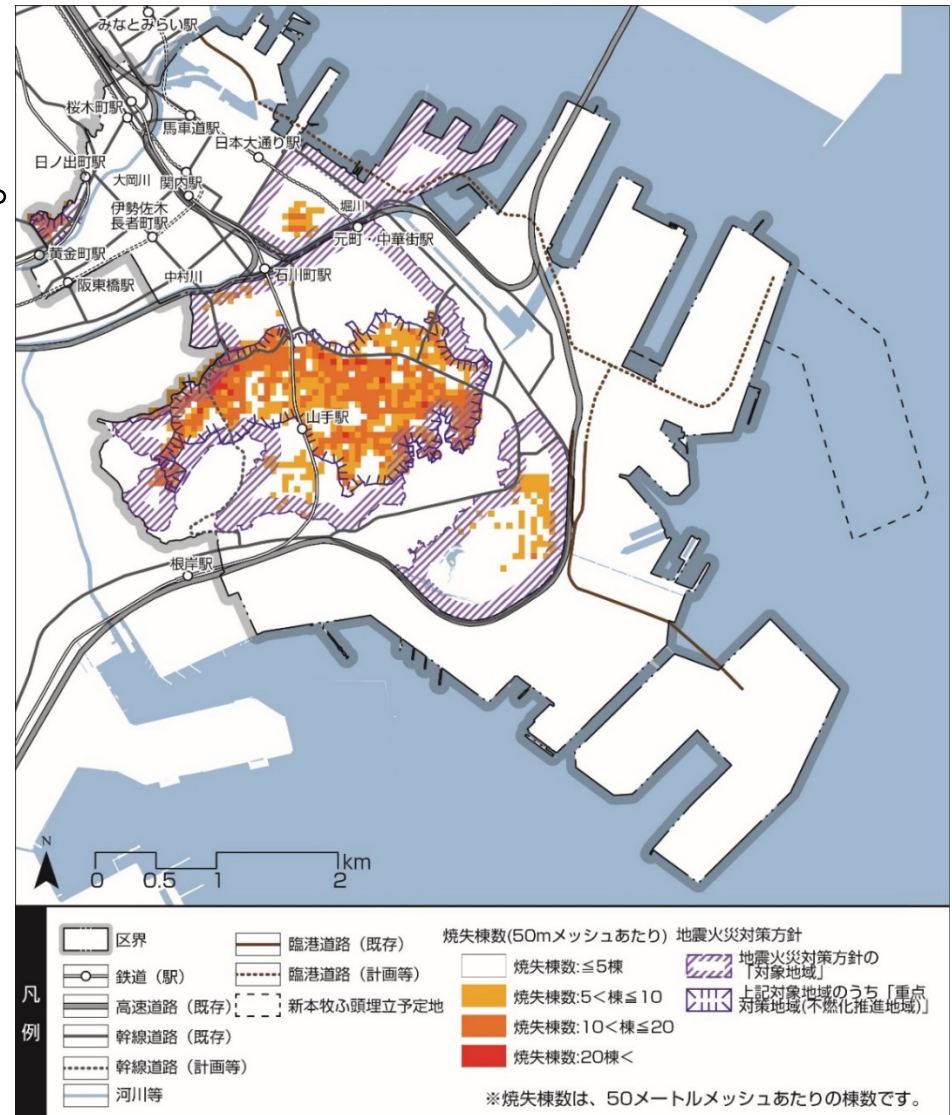 みなとみらい駅
桜木町駅
馬車道駅
日本大通り駅
日ノ出町駅
大岡川
関内駅
伊勢佐木
長者町駅
堀川
元町・中華街駅
黄金町駅
中村川
石川町駅
阪東橋駅
山手駅
根岸駅
N
0
0.5
1
2
km
凡例
区界
鉄道(駅)
高速道路(既存)
幹線道路(既存)
幹線道路(計画等)
河川等
臨港道路(既存)
臨港道路(計画等)
新本牧ふ頭埋立予定地
焼失棟数(50mメッシュあたり)
焼失棟数:≦5棟
焼失棟数:5<棟≦10
焼失棟数:10<棟≦20
焼失棟数:20棟<
地震火災対策方針
地震火災対策方針の
「対象地域」
上記対象地域のうち「重点
対策地域(不燃化推進地域)」
※焼失棟数は、50メートルメッシュあたりの棟数です。